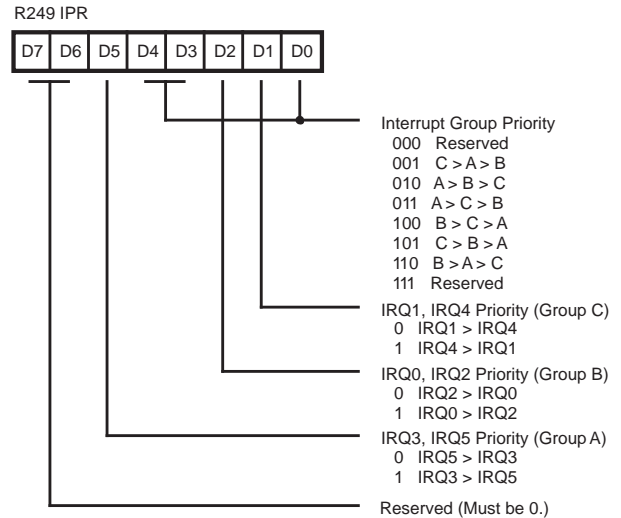 R249 IPR
D7 D6 D5 D4 D3 D2 D1 D0
Interrupt Group Priority
000 Reserved
001 C > A > B
010 A > B > C
011 A > C > B
100 B > C > A
101 C > B > A
110 B > A > C
111 Reserved
IRQ1, IRQ4 Priority (Group C)
0 IRQ1 > IRQ4
1 IRQ4 > IRQ1
IRQ0, IRQ2 Priority (Group B)
0 IRQ2 > IRQ0
1 IRQ0 > IRQ2
IRQ3, IRQ5 Priority (Group A)
0 IRQ5 > IRQ3
1 IRQ3 > IRQ5
Reserved (Must be 0.)